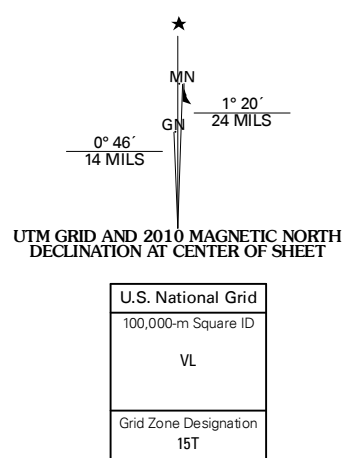 ★
MN
1° 20´
24 MILS
GN
0° 46´
14 MILS
UTM GRID AND 2010 MAGNETIC NORTH
DECLINATION AT CENTER OF SHEET
U.S. National Grid
100,000-m Square ID
VL
Grid Zone Designation
15T